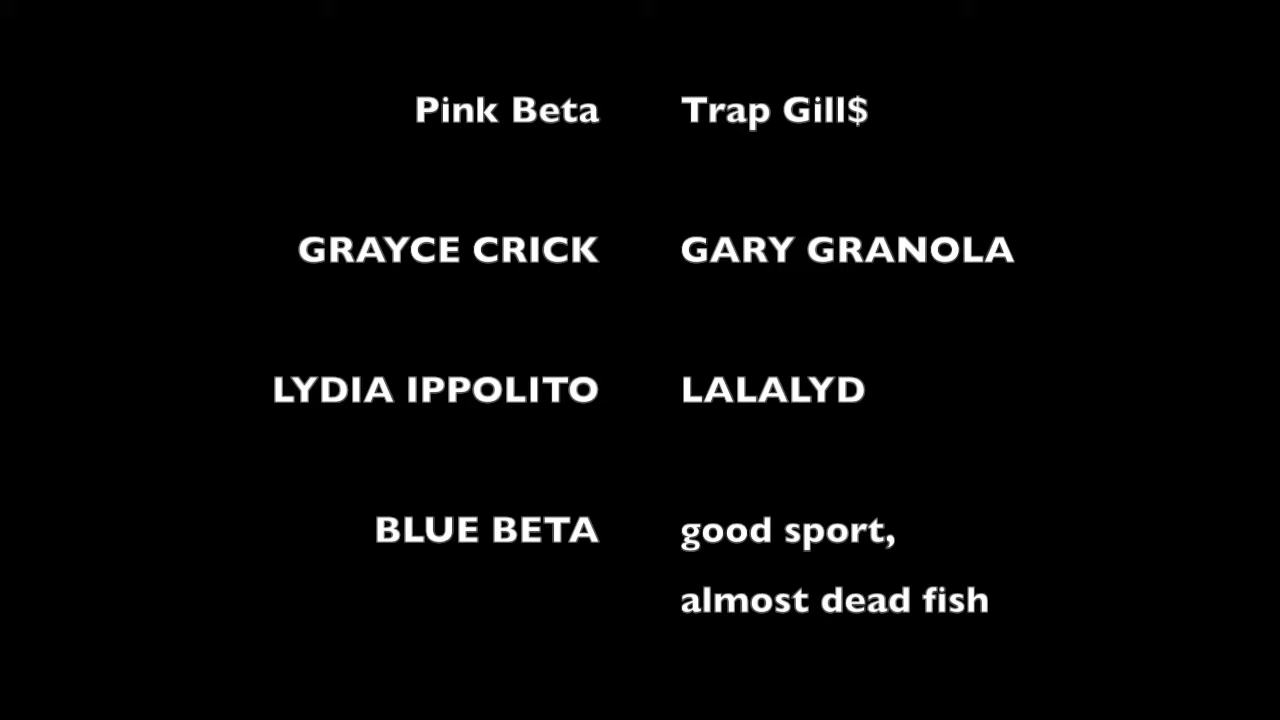 Pink Beta Trap Gill$
GRAYCE CRICK GARY GRANOLA
LYDIA IPPOLITO LALALYD
BLUE BETA good sport,
almost dead fish